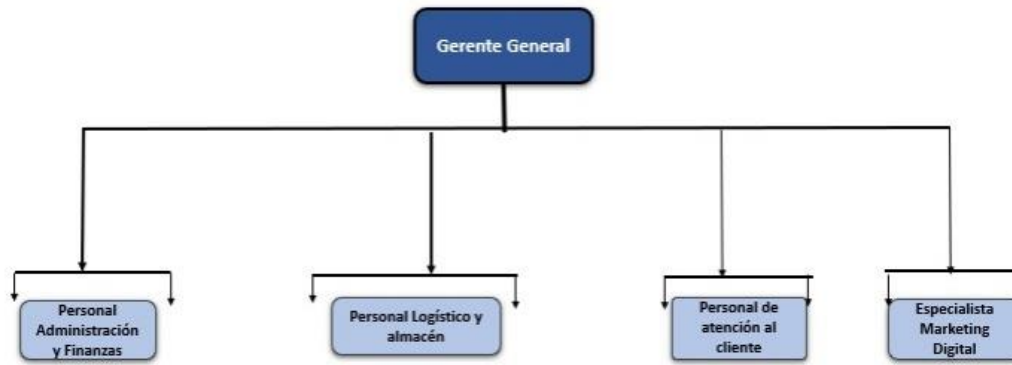 Gerente General
Personal
Administración
y Finanzas
Personal Logístico y
almacén
Personal de
atención al
cliente
Especialista
Marketing
Digital